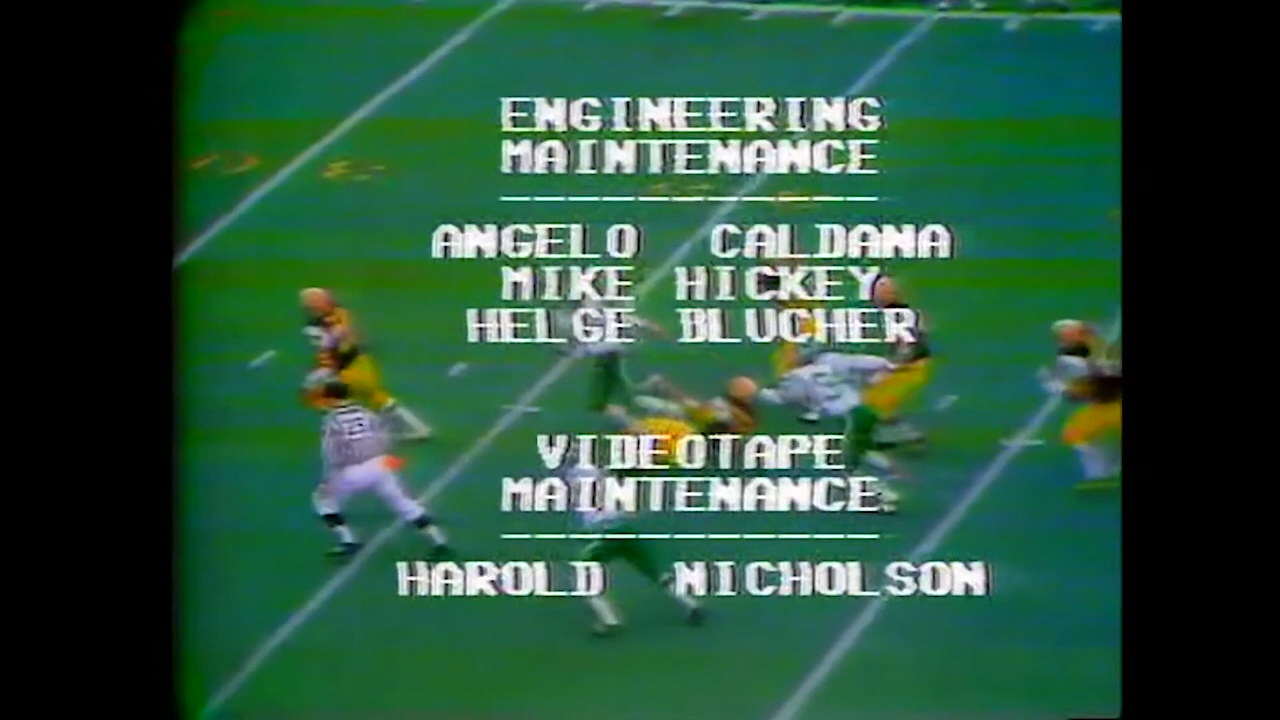 ENGINEERING
MAINTENANCE
-----------
ANGELO CALDANA
MIKE HICKEY
HELGE BLUCHER
VIDEOTAPE
MAINTENANCE
-----------
HAROLD NICHOLSON